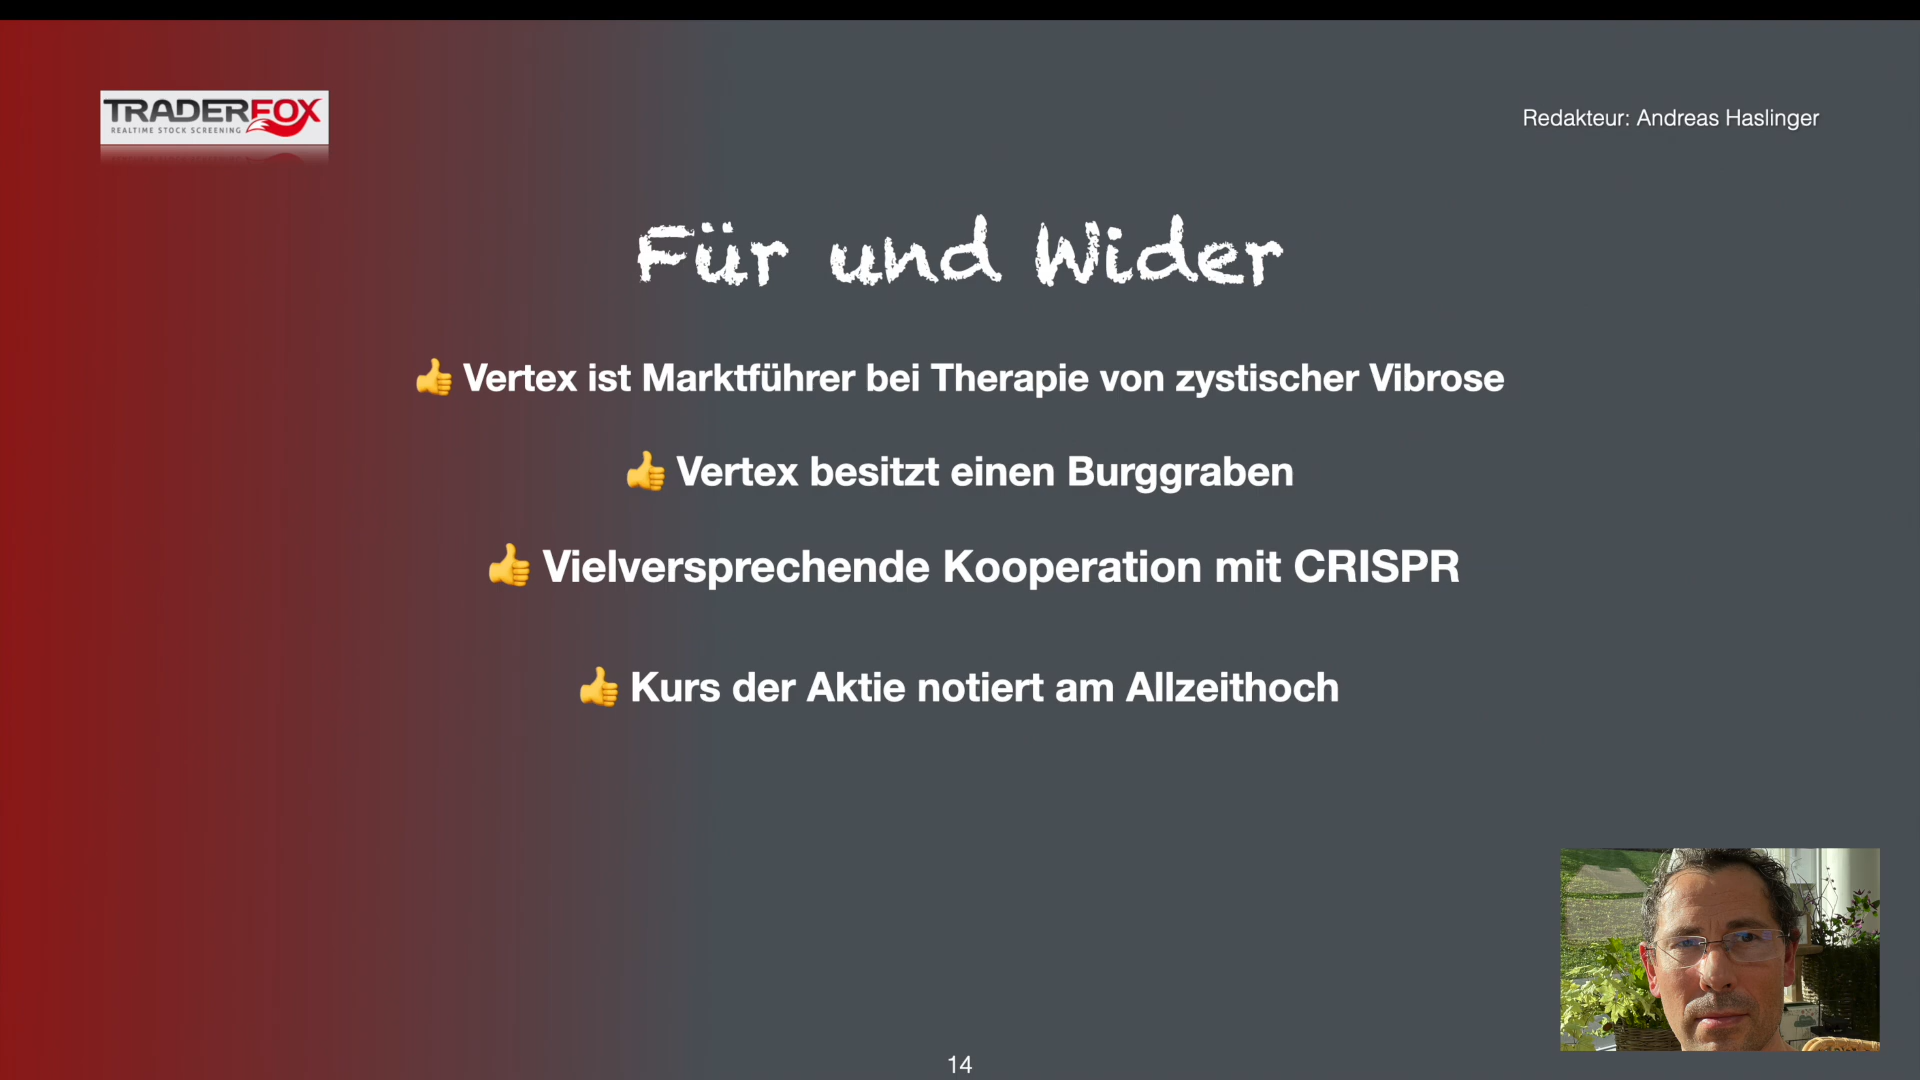 TRADERFOX
REALTIME STOCK SCREENING
Redakteur: Andreas Haslinger
Für und Wider
👍 Vertex ist Marktführer bei Therapie von zystischer Vibrose
👍 Vertex besitzt einen Burggraben
👍 Vielversprechende Kooperation mit CRISPR
👍 Kurs der Aktie notiert am Allzeithoch
14